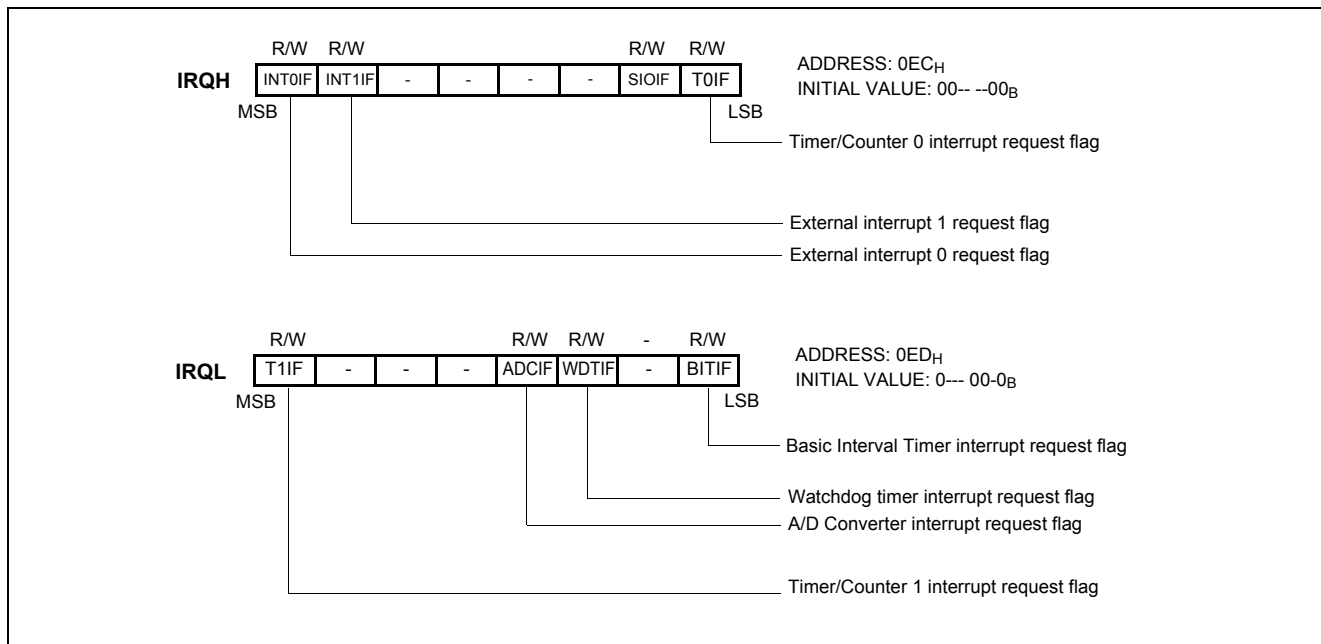 R/W R/W R/W R/W
IRQH INT0IF INT1IF - - - - SIOIF T0IF
MSB LSB
ADDRESS: 0ECH
INITIAL VALUE: 00-- --00B
Timer/Counter 0 interrupt request flag
External interrupt 1 request flag
External interrupt 0 request flag
R/W R/W R/W - R/W
IRQL T1IF - - - ADCIF WDTIF - BITIF
MSB LSB
ADDRESS: 0EDH
INITIAL VALUE: 0--- 00-0B
Basic Interval Timer interrupt request flag
Watchdog timer interrupt request flag
A/D Converter interrupt request flag
Timer/Counter 1 interrupt request flag